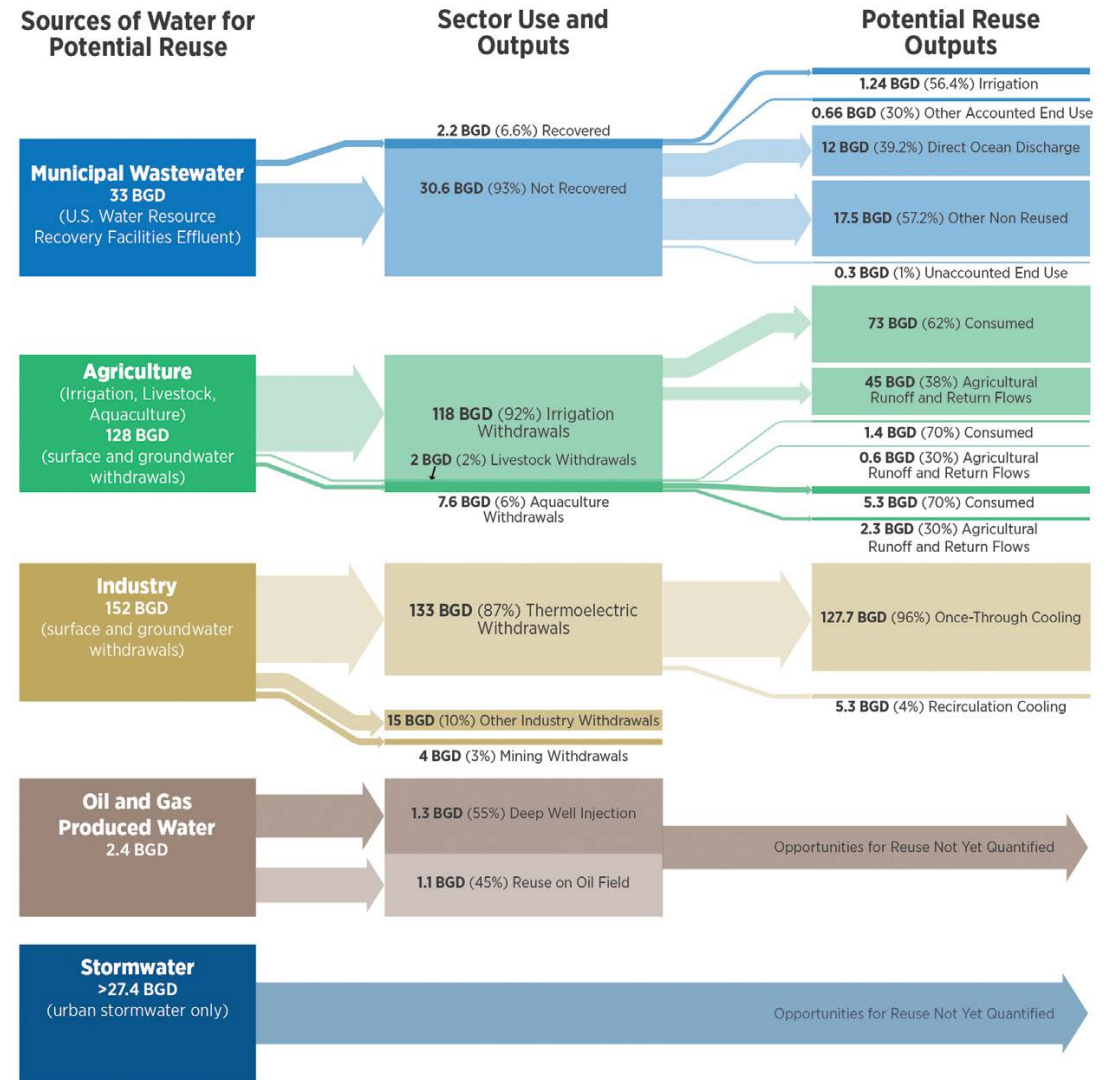 Sources of Water for
Potential Reuse
Sector Use and
Outputs
Potential Reuse
Outputs
Municipal Wastewater
33 BGD
(U.S. Water Resource
Recovery Facilities Effluent)
2.2 BGD (6.6%) Recovered
30.6 BGD (93%) Not Recovered
1.24 BGD (56.4%) Irrigation
0.66 BGD (30%) Other Accounted End Use
12 BGD (39.2%) Direct Ocean Discharge
17.5 BGD (57.2%) Other Non Reused
0.3 BGD (1%) Unaccounted End Use
Agriculture
(Irrigation, Livestock,
Aquaculture)
128 BGD
(surface and groundwater
withdrawals)
118 BGD (92%) Irrigation
Withdrawals
2 BGD (2%) Livestock Withdrawals
7.6 BGD (6%) Aquaculture
Withdrawals
73 BGD (62%) Consumed
45 BGD (38%) Agricultural
Runoff and Return Flows
1.4 BGD (70%) Consumed
0.6 BGD (30%) Agricultural
Runoff and Return Flows
5.3 BGD (70%) Consumed
2.3 BGD (30%) Agricultural
Runoff and Return Flows
Industry
152 BGD
(surface and groundwater
withdrawals)
133 BGD (87%) Thermoelectric
Withdrawals
15 BGD (10%) Other Industry Withdrawals
4 BGD (3%) Mining Withdrawals
127.7 BGD (96%) Once-Through Cooling
5.3 BGD (4%) Recirculation Cooling
Oil and Gas
Produced Water
2.4 BGD
1.3 BGD (55%) Deep Well Injection
1.1 BGD (45%) Reuse on Oil Field
Opportunities for Reuse Not Yet Quantified
Stormwater
>27.4 BGD
(urban stormwater only)
Opportunities for Reuse Not Yet Quantified